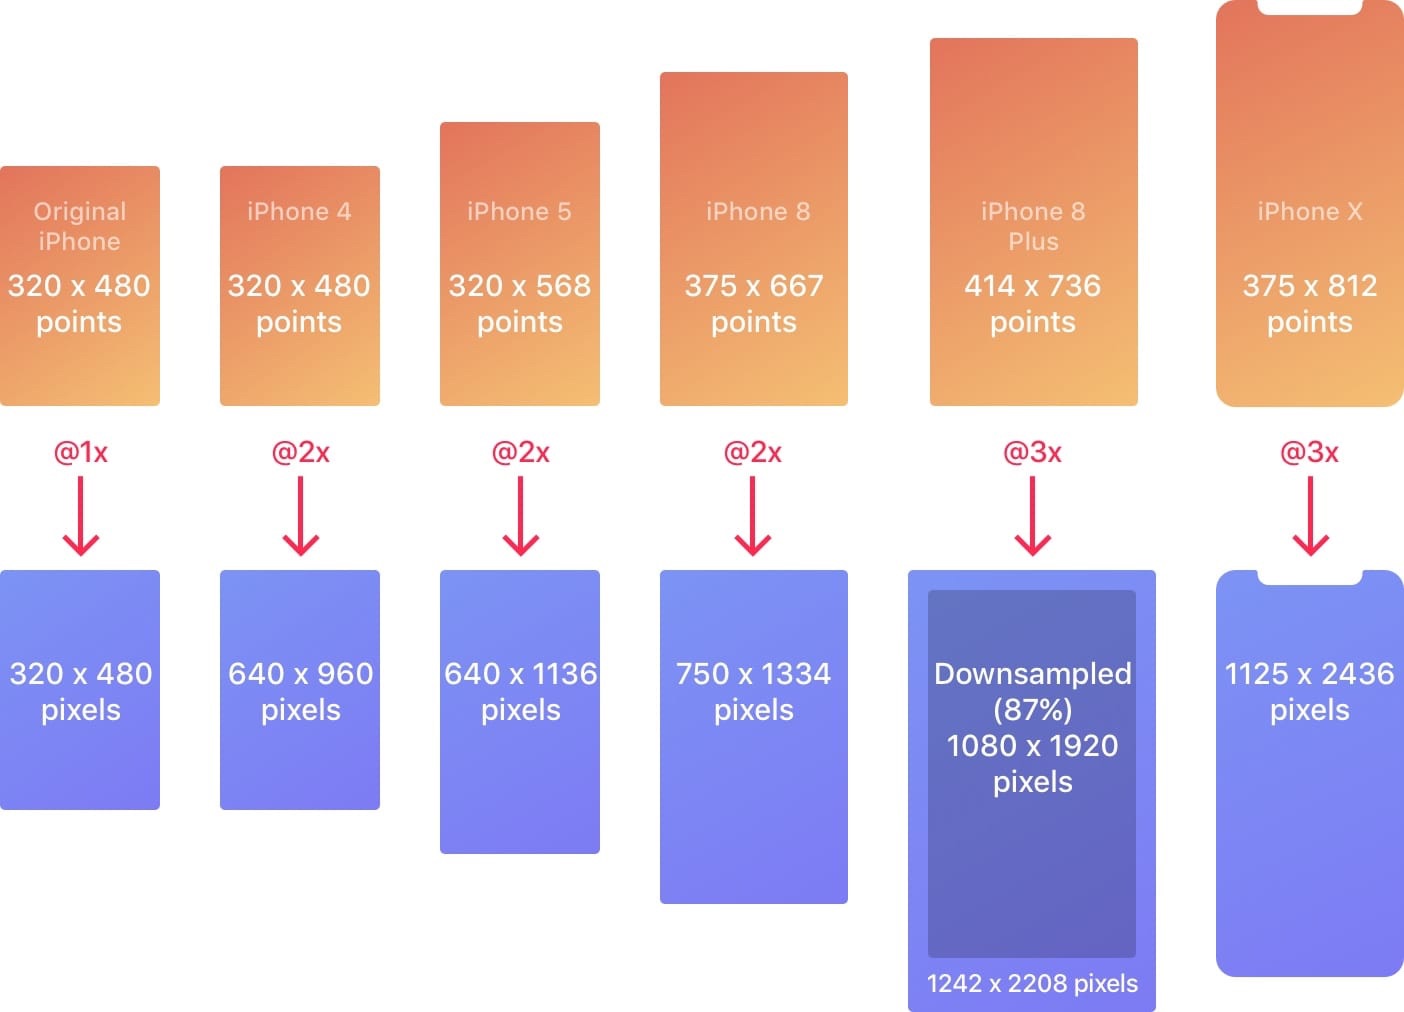 Original
iPhone
320 x 480
points
iPhone 4
320 x 480
points
iPhone 5
320 x 568
points
iPhone 8
375 x 667
points
iPhone 8
Plus
414 x 736
points
iPhone X
375 x 812
points
@1x
@2x
@2x
@2x
@3x
@3x
320 x 480
pixels
640 x 960
pixels
640 x 1136
pixels
750 x 1334
pixels
Downsampled
(87%)
1080 x 1920
pixels
1242 x 2208 pixels
1125 x 2436
pixels